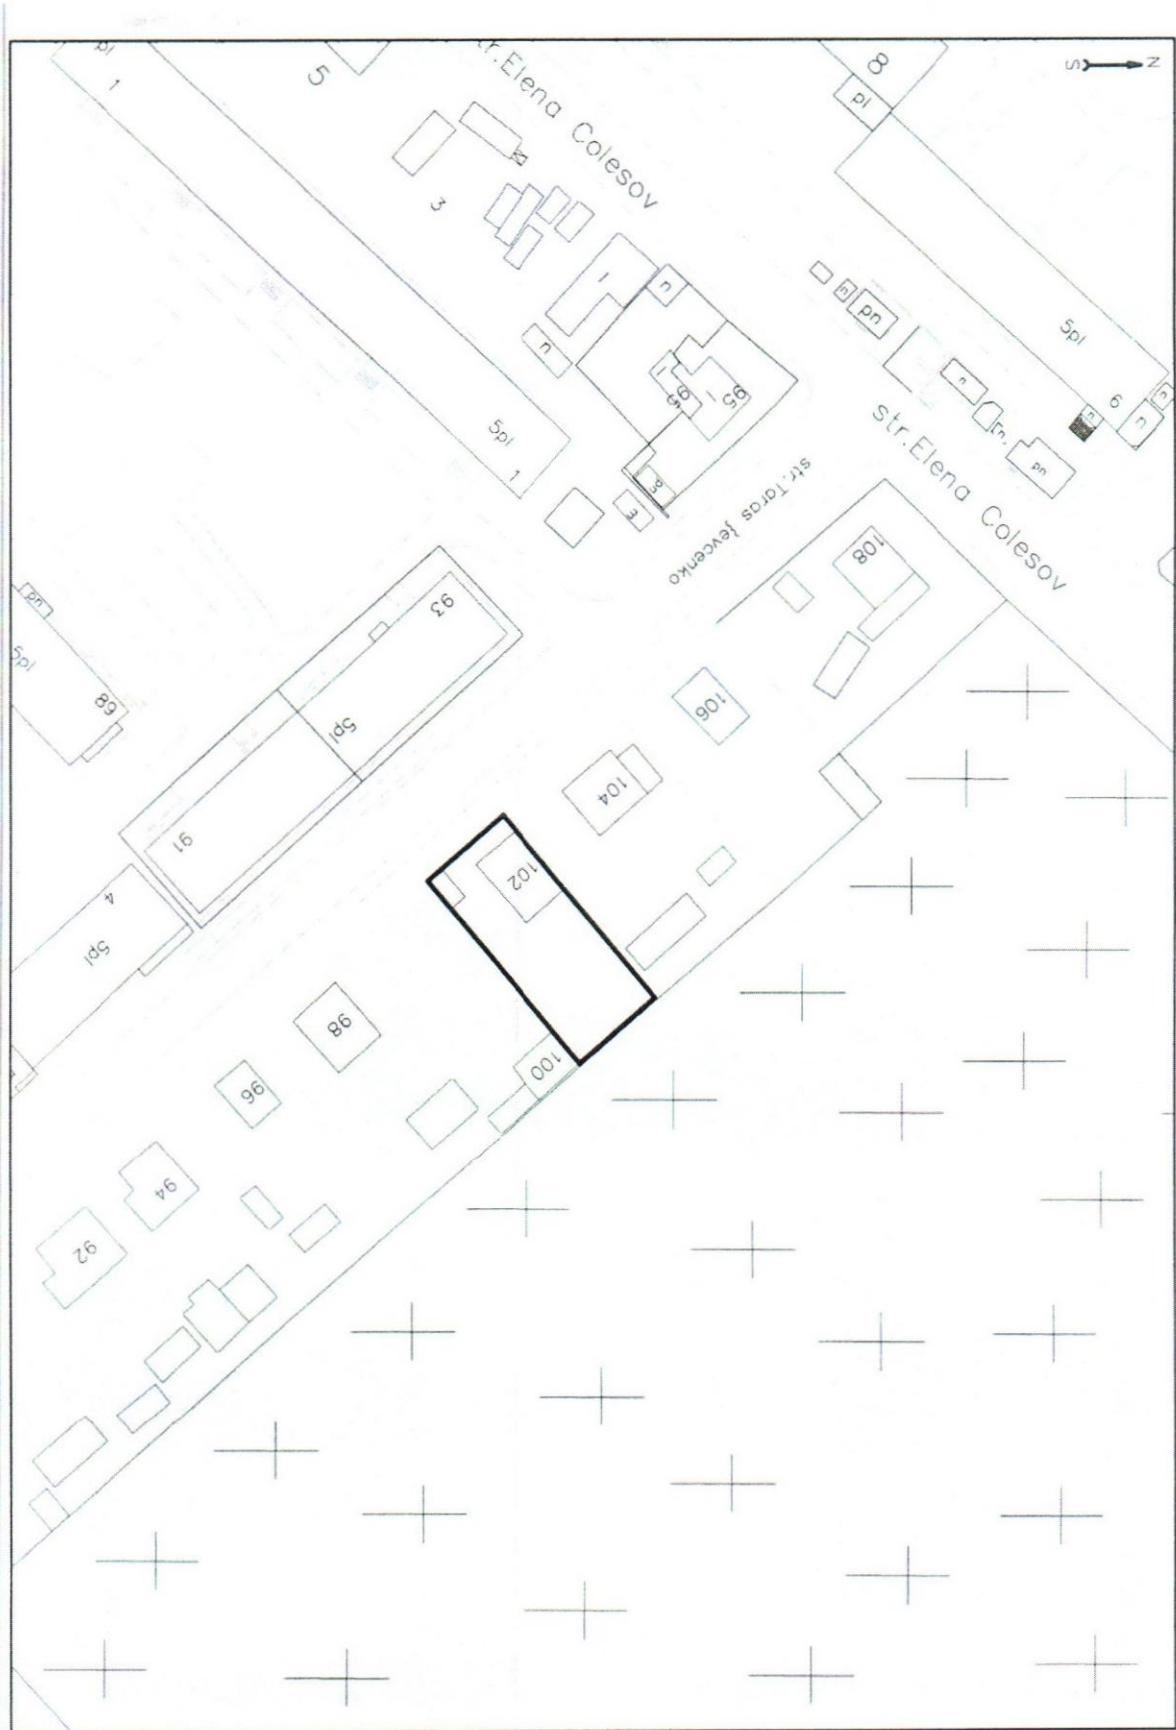 pl
1
5
str.Elena Colesov
8
pl
S N
3
5pl
6
n
n
n
pn
n
n
n
pn
I
n
n
I
I
95
95
5pl
1
str.Elena Colesov
str.Taras Јevcenko
108
93
pn
5pl
89
106
5pl
104
91
102
4
5pl
98
100
96
94
92